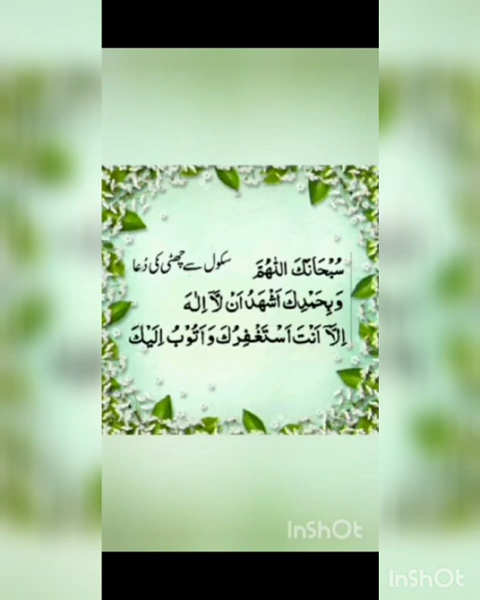 سُبْحَانَكَ اللّٰهُمَّ سکول سے چھٹی کی دُعا
وَبِحَمْدِكَ اَشْهَدُ اَنْ لَّآ اِلٰهَ
اِلَّآ اَنْتَ اَسْتَغْفِرُكَ وَاَتُوْبُ اِلَيْكَ
InShOt
InShOt